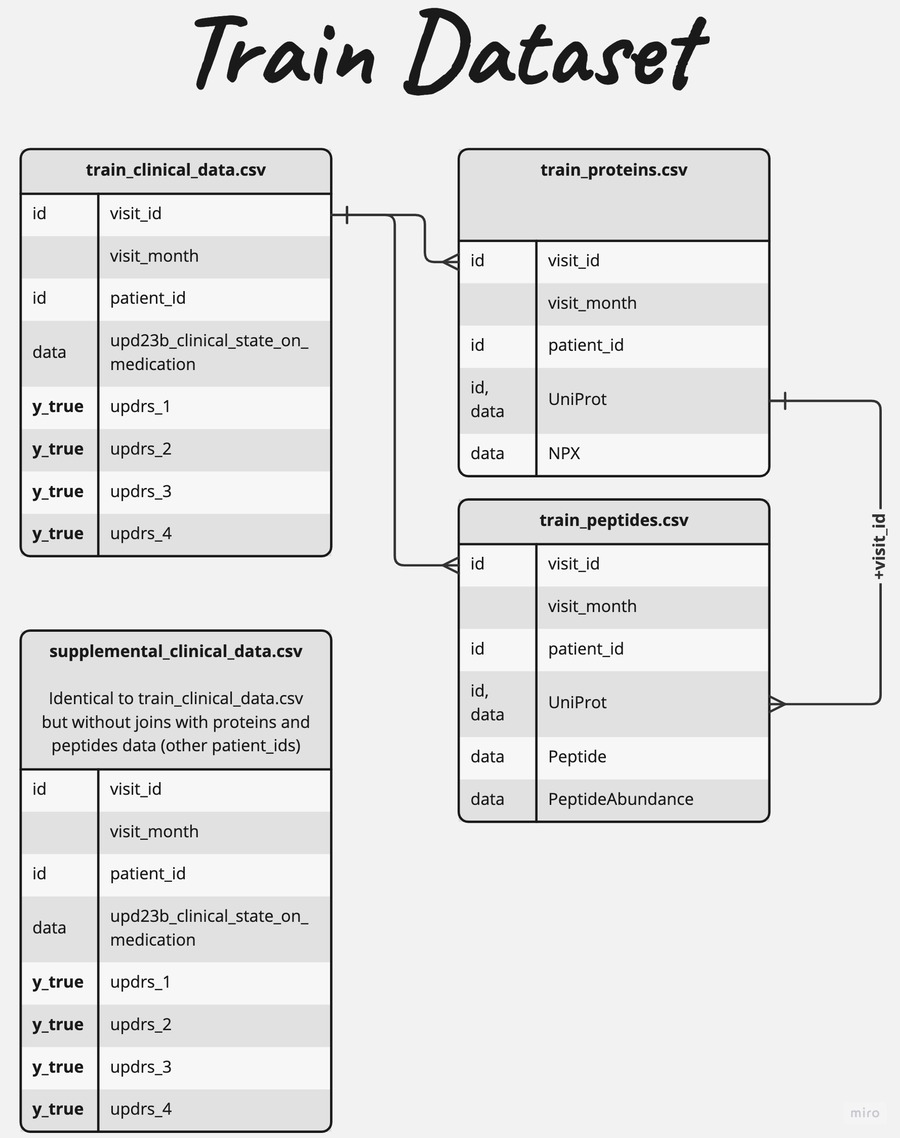 Train Dataset
train_clinical_data.csv
id visit_id
visit_month
id patient_id
data upd23b_clinical_state_on_
medication
y_true updrs_1
y_true updrs_2
y_true updrs_3
y_true updrs_4
train_proteins.csv
id visit_id
visit_month
id patient_id
id,
data UniProt
data NPX
+visit_id
train_peptides.csv
id visit_id
visit_month
id patient_id
id,
data UniProt
data Peptide
data PeptideAbundance
supplemental_clinical_data.csv
Identical to train_clinical_data.csv
but without joins with proteins and
peptides data (other patient_ids)
id visit_id
visit_month
id patient_id
data upd23b_clinical_state_on_
medication
y_true updrs_1
y_true updrs_2
y_true updrs_3
y_true updrs_4
miro